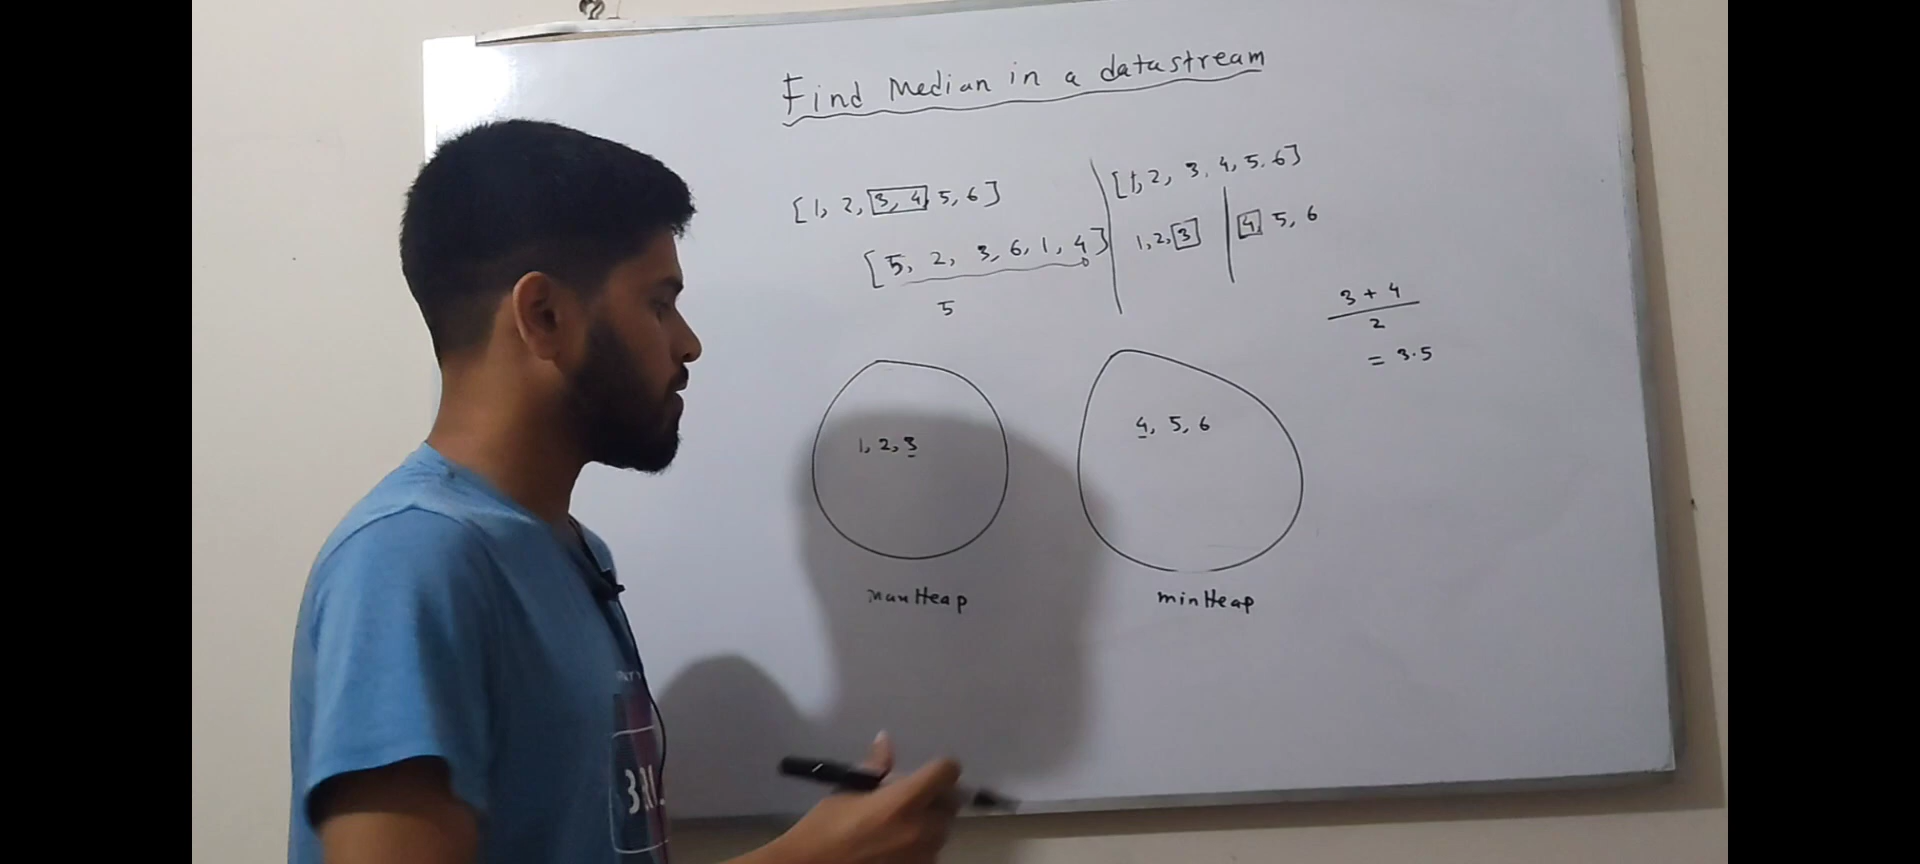 Find Median in a datastream
[1, 2, 3, 4, 5, 6]
[5, 2, 3, 6, 1, 4]
5
[1, 2, 3, 4, 5, 6]
1, 2, 3 4, 5, 6
3 + 4
2
= 3.5
1, 2, 3
maxHeap
4, 5, 6
minHeap